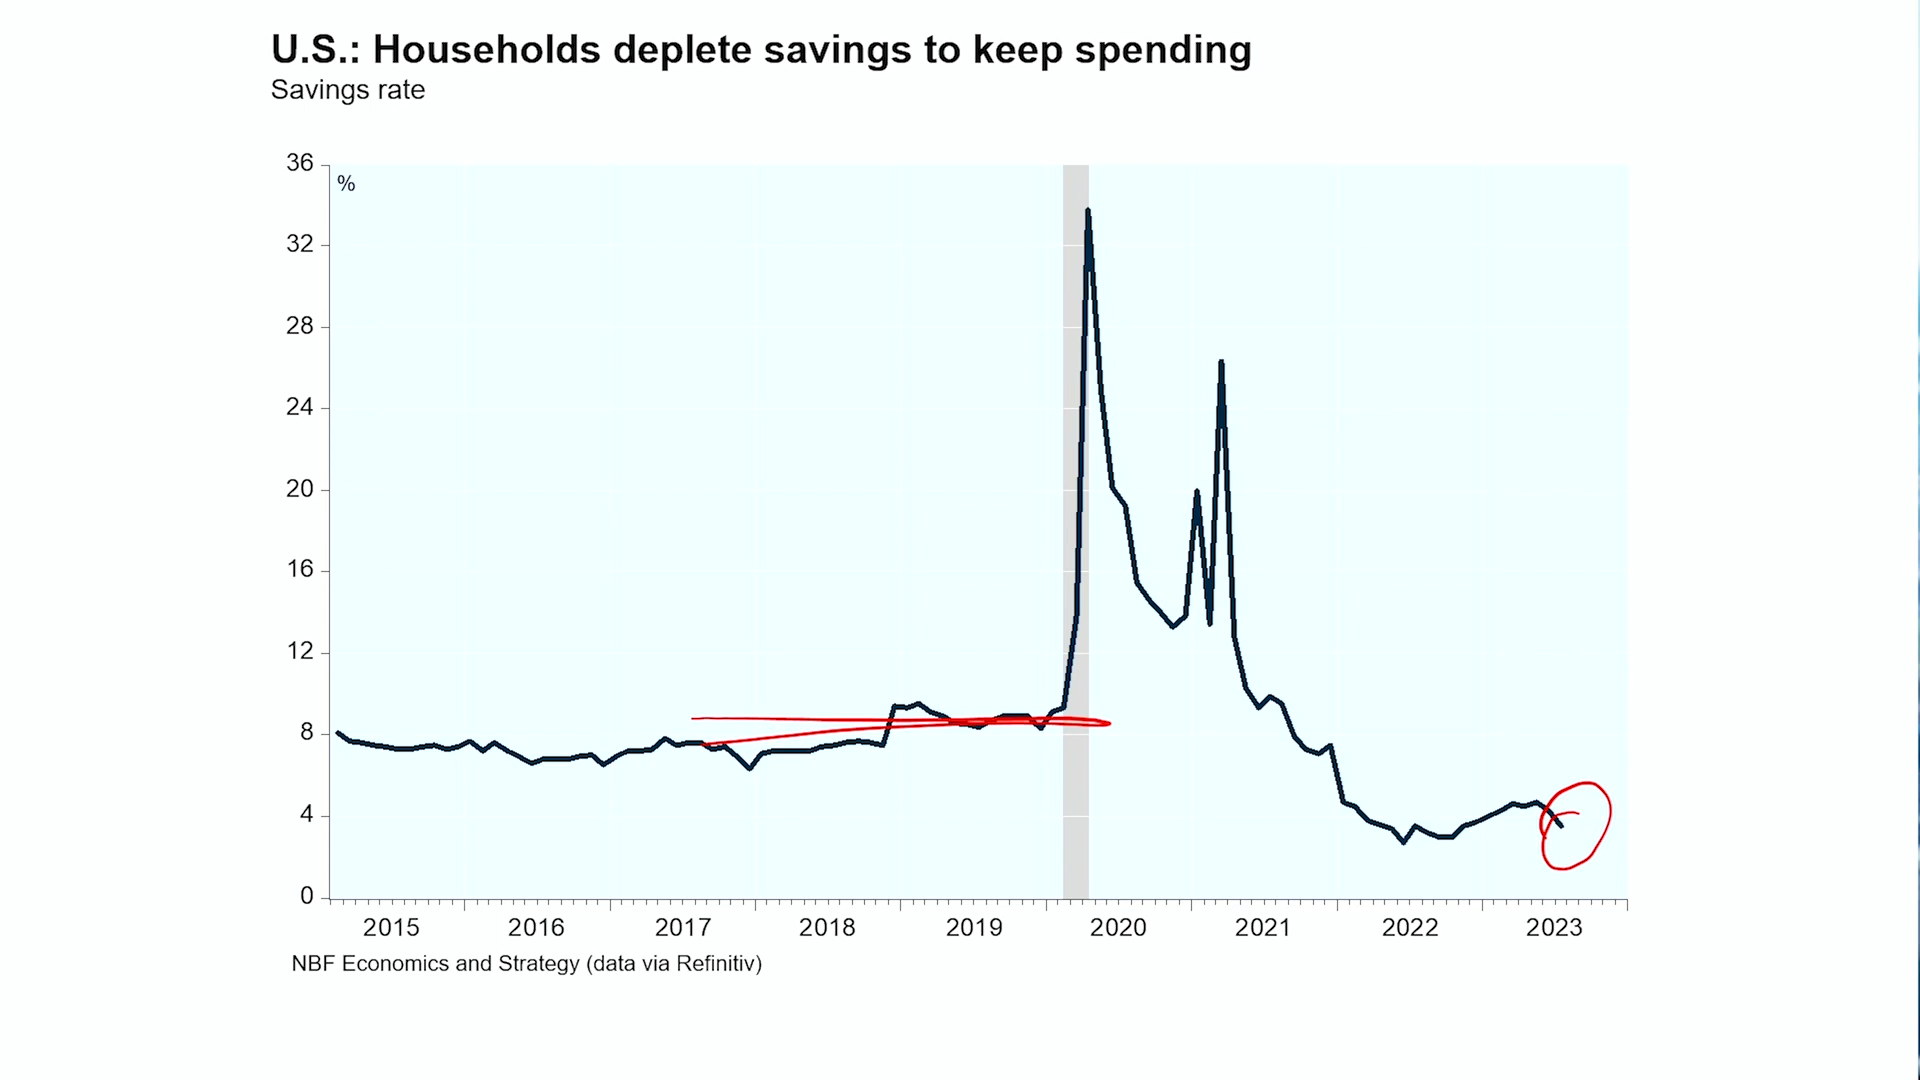 U.S.: Households deplete savings to keep spending
Savings rate
36
%
32
28
24
20
16
12
8
4
0
2015 2016 2017 2018 2019 2020 2021 2022 2023
NBF Economics and Strategy (data via Refinitiv)